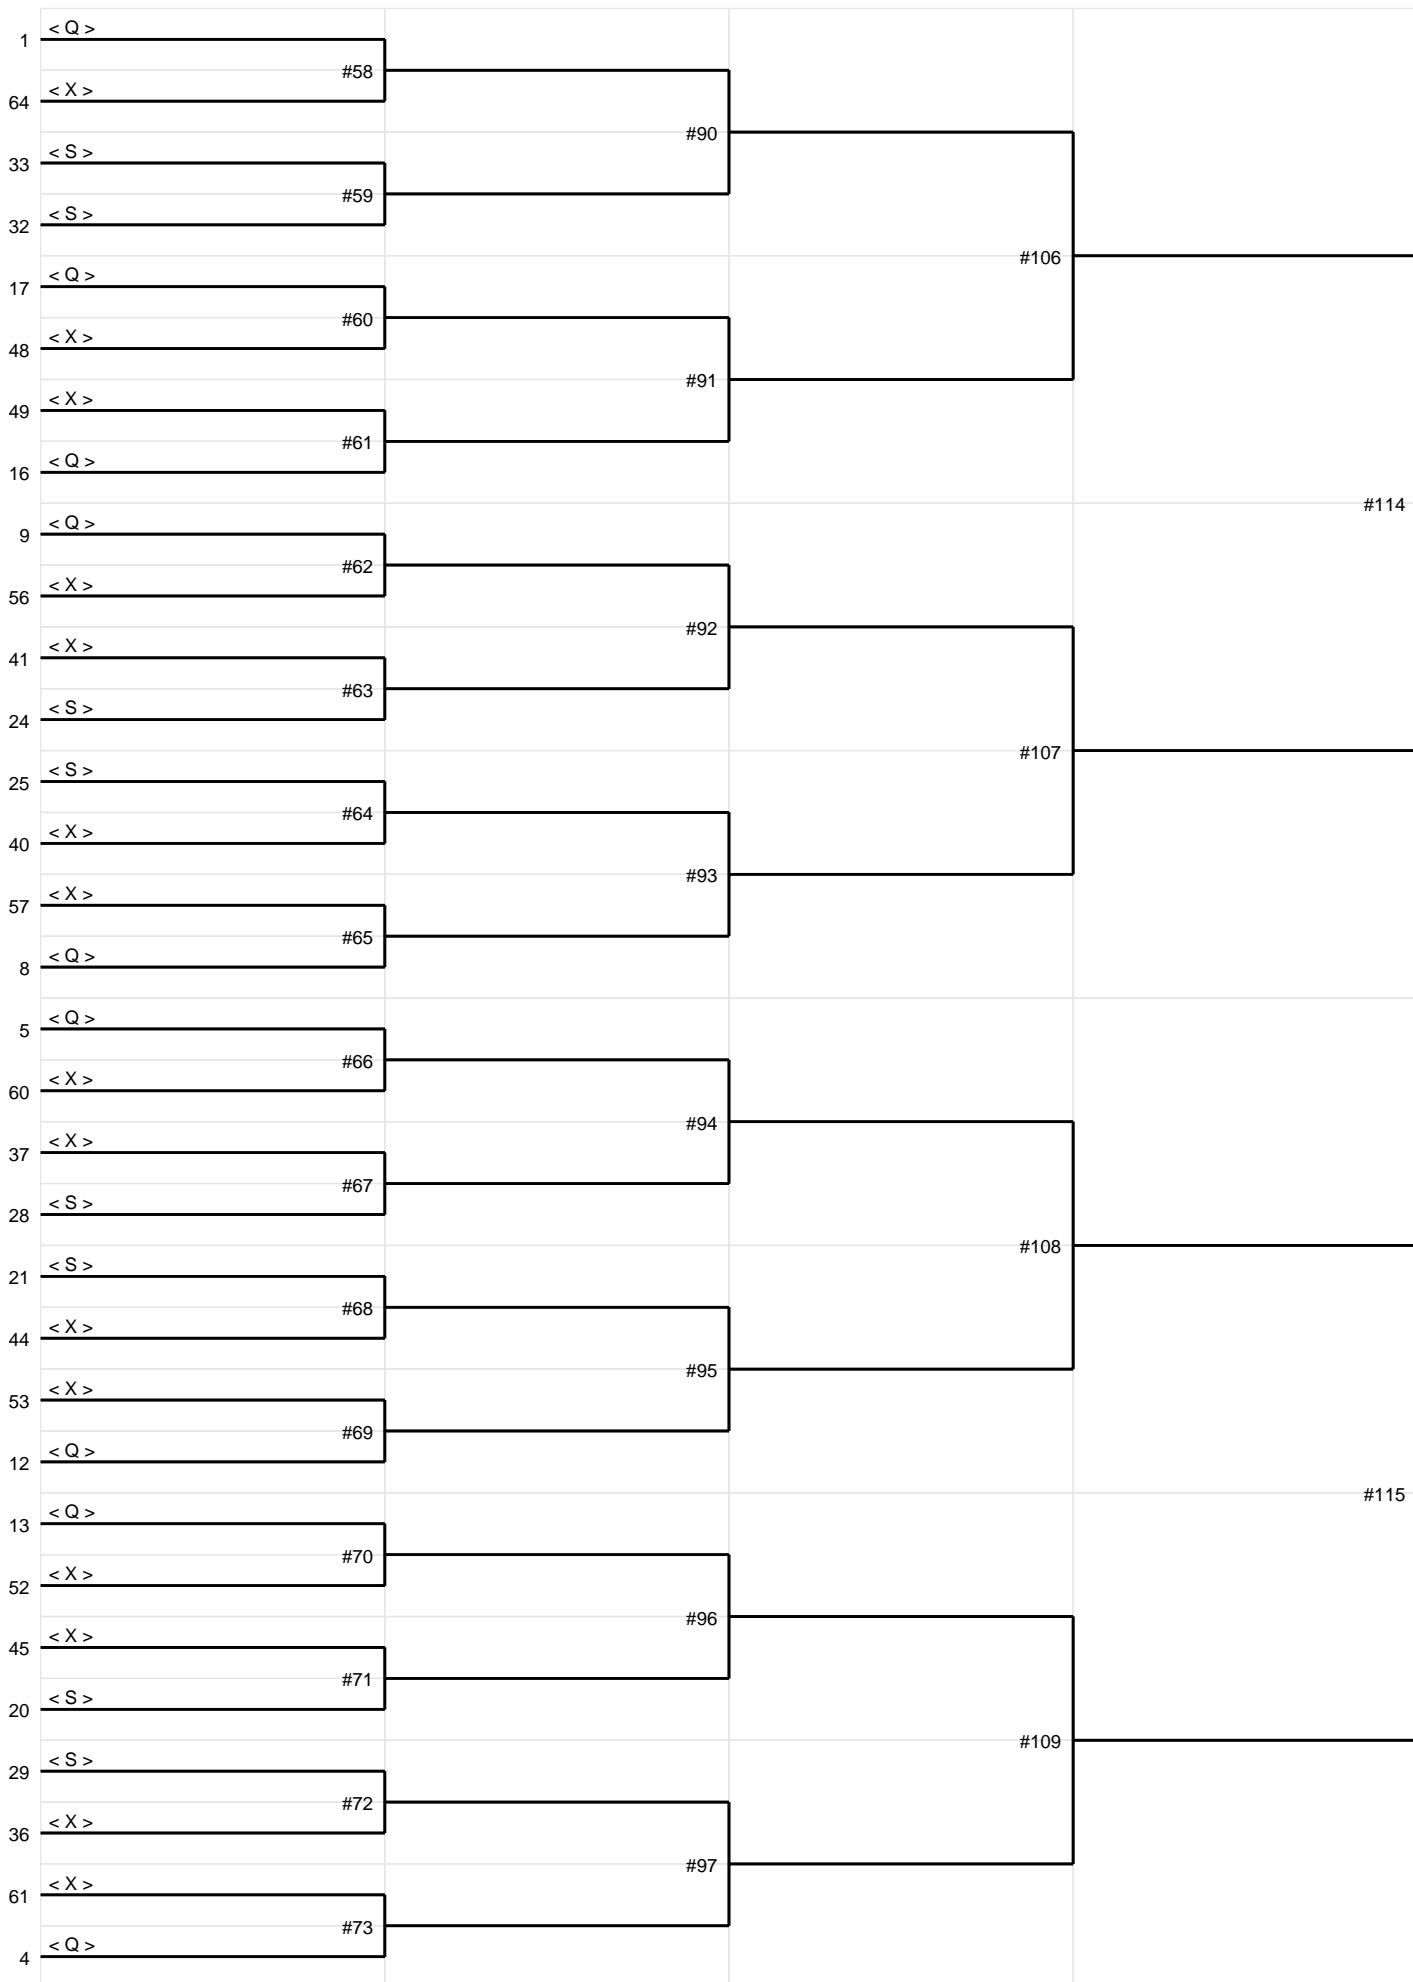 < Q >
1
#58
< X >
64
#90
< S >
33
#59
< S >
32
#106
< Q >
17
#60
< X >
48
#91
< X >
49
#61
< Q >
16
#114
< Q >
9
#62
< X >
56
#92
< X >
41
#63
< S >
24
#107
< S >
25
#64
< X >
40
#93
< X >
57
#65
< Q >
8
< Q >
5
#66
< X >
60
#94
< X >
37
#67
< S >
28
#108
< S >
21
#68
< X >
44
#95
< X >
53
#69
< Q >
12
#115
< Q >
13
#70
< X >
52
#96
< X >
45
#71
< S >
20
#109
< S >
29
#72
< X >
36
#97
< X >
61
#73
< Q >
4